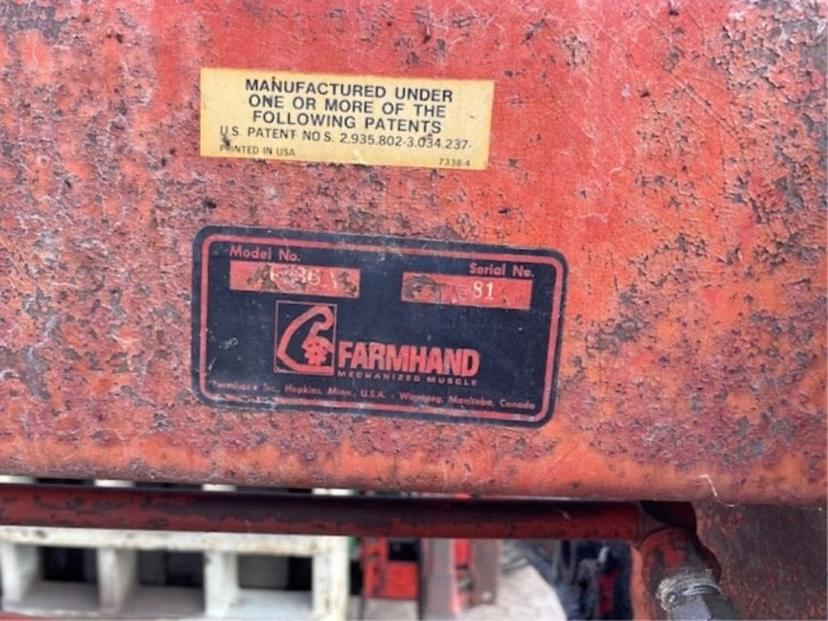 MANUFACTURED UNDER
ONE OR MORE OF THE
FOLLOWING PATENTS
U.S. PATENT NOS. 2.935.802-3.034.237-
PRINTED IN USA 7338-4
Model No. Serial No.
81
FARMHAND
MECHANIZED MUSCLE
Farmhand Inc., Hopkins, Minn., U.S.A. - Winnipeg, Manitoba, Canada